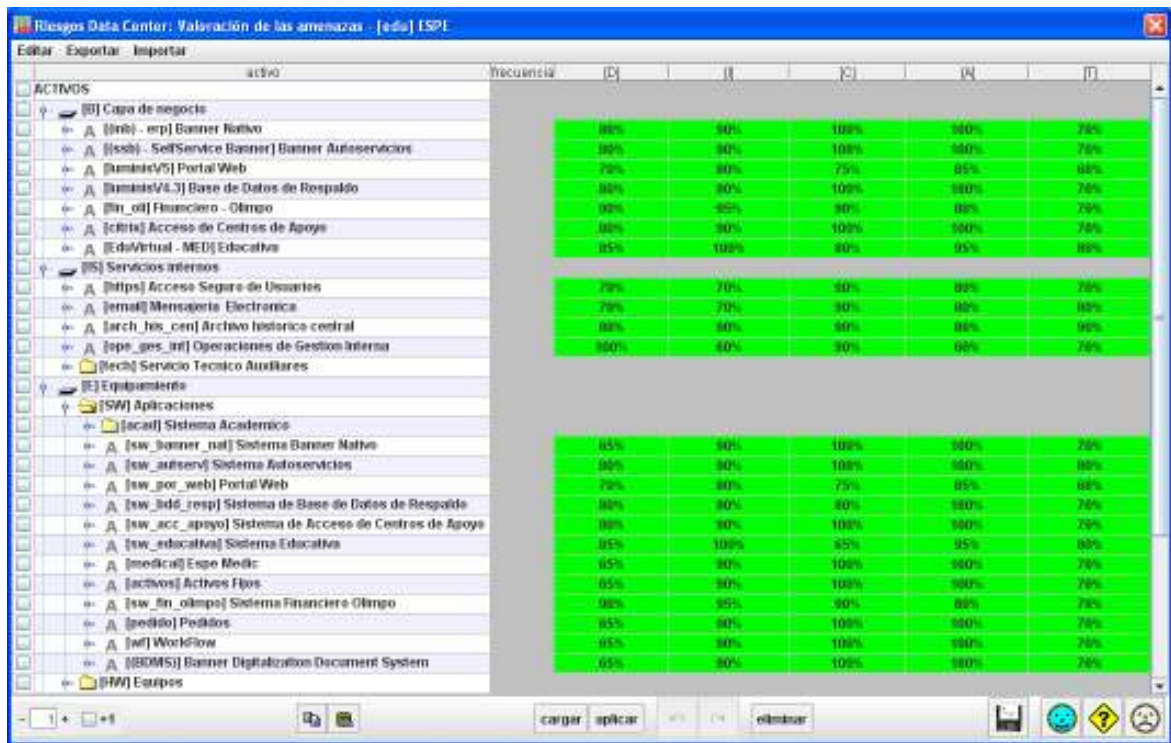 Riesgos Data Center: Valoración de las amenazas - [edu] ESPE
Editar Exportar Importar
activo frecuencia [D] [I] [C] [A] [T]
ACTIVOS
[B] Capa de negocio
[(inb) - erp] Banner Nativo 90% 100% 100% 70%
[(ssb) - SelfService Banner] Banner Autoservicios 80% 90% 100% 100% 70%
[luminisV5] Portal Web 70% 80% 75% 85% 60%
[luminisV4.3] Base de Datos de Respaldo 80% 100% 100% 70%
[fin_oli] Financiero - Olimpo 90% 95% 90% 80% 70%
[citrix] Acceso de Centros de Apoyo 80% 90% 100% 100% 70%
[EduVirtual - MED] Educativa 85% 100% 80% 95% 80%
[IS] Servicios internos
[https] Acceso Seguro de Usuarios 70% 70% 90% 80% 70%
[email] Mensajeria Electronica 70% 70% 90% 80% 80%
[arch_his_cen] Archivo historico central 80% 90% 90%
[ope_ges_int] Operaciones de Gestion Interna 100% 60% 90% 60% 70%
[tech] Servicio Tecnico Auxiliares
[E] Equipamiento
[SW] Aplicaciones
[acad] Sistema Academico
[sw_banner_nat] Sistema Banner Nativo 90% 100% 100% 70%
[sw_autserv] Sistema Autoservicios 80% 90% 100% 100% 80%
[sw_por_web] Portal Web 70% 80% 75% 85% 60%
[sw_bdd_resp] Sistema de Base de Datos de Respaldo 80% 80% 80% 100% 70%
[sw_acc_apoyo] Sistema de Acceso de Centros de Apoyo 80% 90% 100% 100% 70%
[sw_educativa] Sistema Educativa 85% 100% 95% 80%
[medical] Espe Medic 65% 90% 100% 100% 70%
[activos] Activos Fijos 65% 90% 100% 100% 70%
[sw_fin_olimpo] Sistema Financiero Olimpo 90% 95% 90% 80% 70%
[pedido] Pedidos 65% 90% 100% 100% 70%
[wf] WorkFlow 65% 90% 100% 100% 70%
[(BDMS)] Banner Digitalization Document System 65% 100% 100% 70%
[HW] Equipos
- 1 + +1 cargar aplicar eliminar